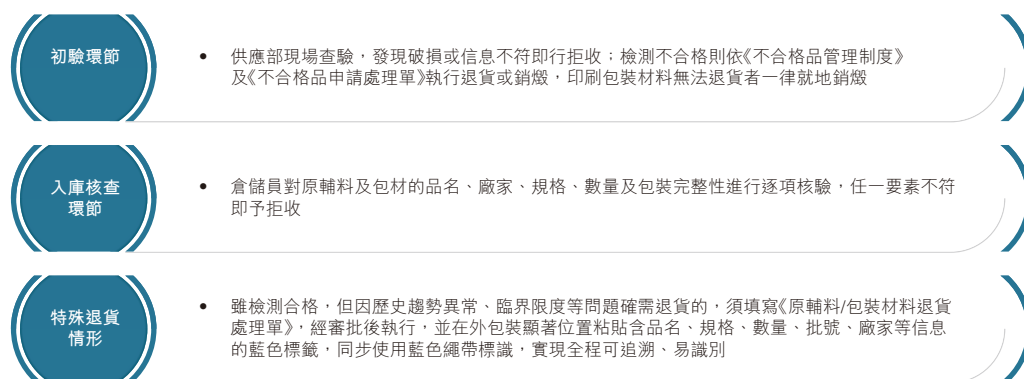 初驗環節
• 供應部現場查驗，發現破損或信息不符即行拒收；檢測不合格則依《不合格品管理制度》
及《不合格品申請處理單》執行退貨或銷燬，印刷包裝材料無法退貨者一律就地銷燬
入庫核查
環節
• 倉儲員對原輔料及包材的品名、廠家、規格、數量及包裝完整性進行逐項核驗，任一要素不符
即予拒收
特殊退貨
情形
• 雖檢測合格，但因歷史趨勢異常、臨界限度等問題確需退貨的，須填寫《原輔料/包裝材料退貨
處理單》，經審批後執行，並在外包裝顯著位置粘貼含品名、規格、數量、批號、廠家等信息
的藍色標籤，同步使用藍色繩帶標識，實現全程可追溯、易識別